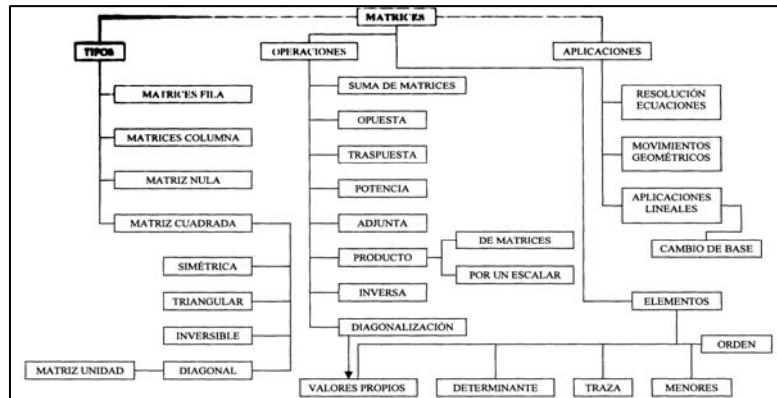 MATRICES
TIPOS
OPERACIONES
APLICACIONES
MATRICES FILA
MATRICES COLUMNA
MATRIZ NULA
MATRIZ CUADRADA
SIMÉTRICA
TRIANGULAR
INVERSIBLE
DIAGONAL
MATRIZ UNIDAD
SUMA DE MATRICES
OPUESTA
TRASPUESTA
POTENCIA
ADJUNTA
PRODUCTO
DE MATRICES
POR UN ESCALAR
INVERSA
DIAGONALIZACIÓN
RESOLUCIÓN
ECUACIONES
MOVIMIENTOS
GEOMÉTRICOS
APLICACIONES
LINEALES
CAMBIO DE BASE
ELEMENTOS
ORDEN
VALORES PROPIOS
DETERMINANTE
TRAZA
MENORES